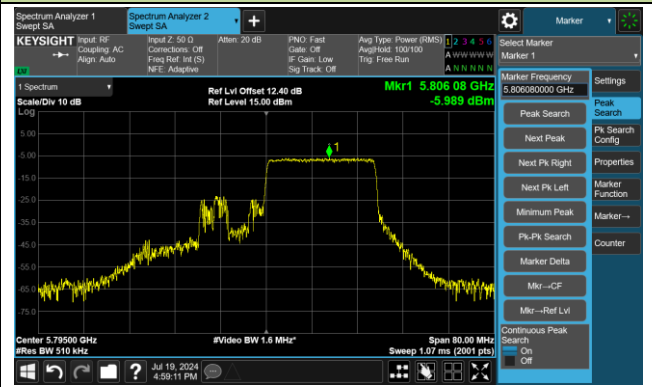 Spectrum Analyzer 1
Swept SA
Spectrum Analyzer 2
Swept SA
Marker
KEYSIGHT
Input: RF
Coupling: AC
Align: Auto
Input Z: 50 Ω
Corrections: Off
Freq Ref: Int (S)
NFE: Adaptive
Atten: 20 dB
PNO: Fast
Gate: Off
IF Gain: Low
Sig Track: Off
Avg Type: Power (RMS)
Avg|Hold: 100/100
Trig: Free Run
1 2 3 4 5 6
A W W W W W
A N N N N N
Select Marker
Marker 1
1 Spectrum
Scale/Div 10 dB
Log
Ref Lvl Offset 12.40 dB
Ref Level 15.00 dBm
Mkr1 5.806 08 GHz
-5.989 dBm
1
5.00
-5.00
-15.0
-25.0
-35.0
-45.0
-55.0
-65.0
-75.0
Center 5.79500 GHz
#Res BW 510 kHz
#Video BW 1.6 MHz*
Span 80.00 MHz
Sweep 1.07 ms (2001 pts)
Marker Frequency
5.806080000 GHz
Peak Search
Next Peak
Next Pk Right
Next Pk Left
Minimum Peak
Pk-Pk Search
Marker Delta
Mkr→CF
Mkr→Ref Lvl
Continuous Peak
Search
On
Off
Settings
Peak
Search
Pk Search
Config
Properties
Marker
Function
Marker→
Counter
?
Jul 19, 2024
4:59:11 PM